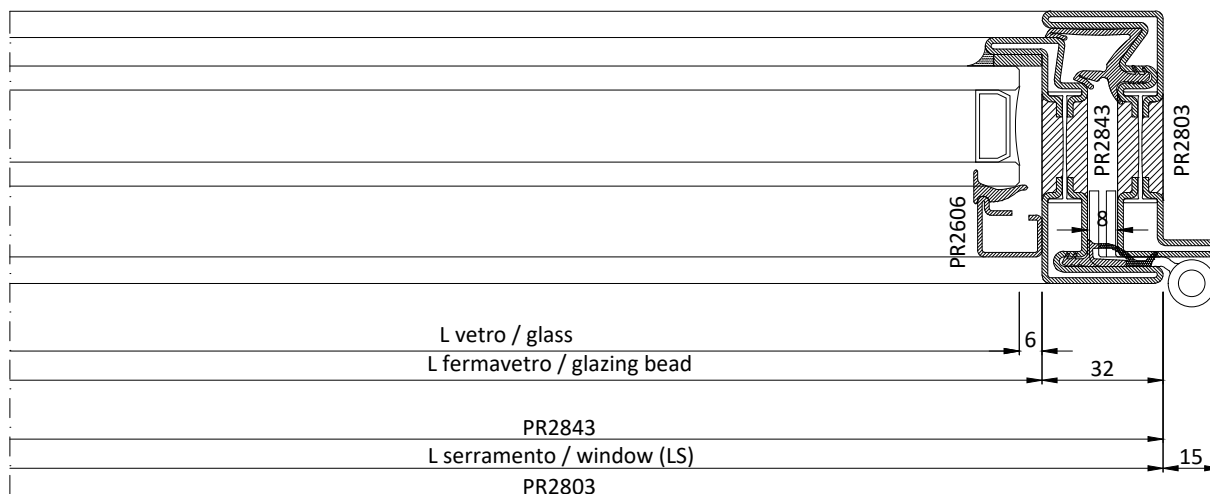 PR2843
PR2803
PR2606
8
L vetro / glass
6
L fermavetro / glazing bead
32
PR2843
L serramento / window (LS)
15
PR2803